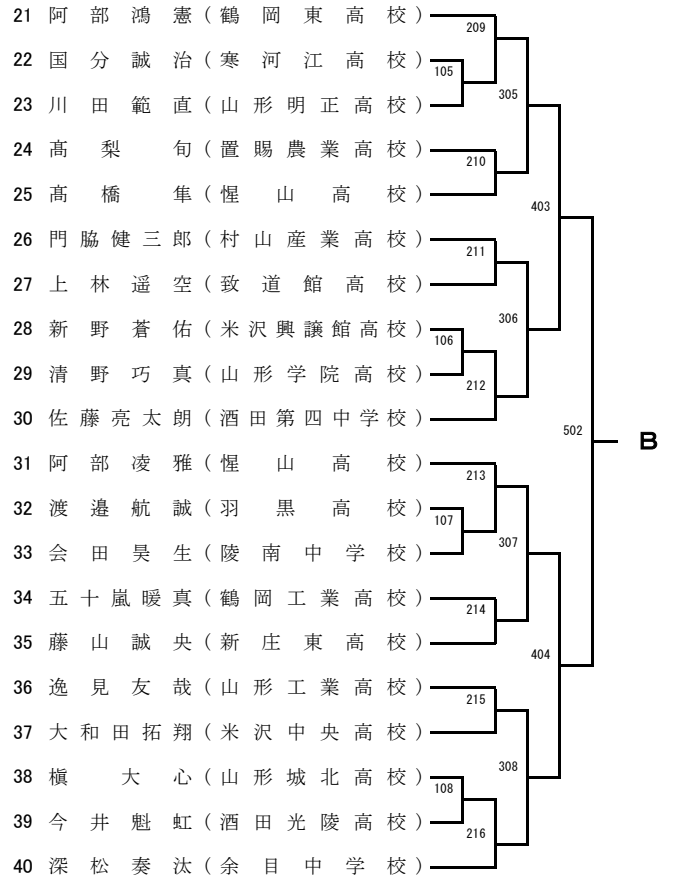 21 阿部鴻憲(鶴岡東高校)
209
22 国分誠治(寒河江高校)
105
305
23 川田範直(山形明正高校)
24 髙梨旬(置賜農業高校)
210
25 髙橋隼(惺山高校)
403
26 門脇健三郎(村山産業高校)
211
27 上林遥空(致道館高校)
306
28 新野蒼佑(米沢興譲館高校)
106
29 清野巧真(山形学院高校)
212
30 佐藤亮太朗(酒田第四中学校)
502
B
31 阿部凌雅(惺山高校)
213
32 渡邉航誠(羽黒高校)
107
307
33 会田昊生(陵南中学校)
34 五十嵐暖真(鶴岡工業高校)
214
35 藤山誠央(新庄東高校)
404
36 逸見友哉(山形工業高校)
215
37 大和田拓翔(米沢中央高校)
308
38 槇大心(山形城北高校)
108
39 今井魁虹(酒田光陵高校)
216
40 深松奏汰(余目中学校)